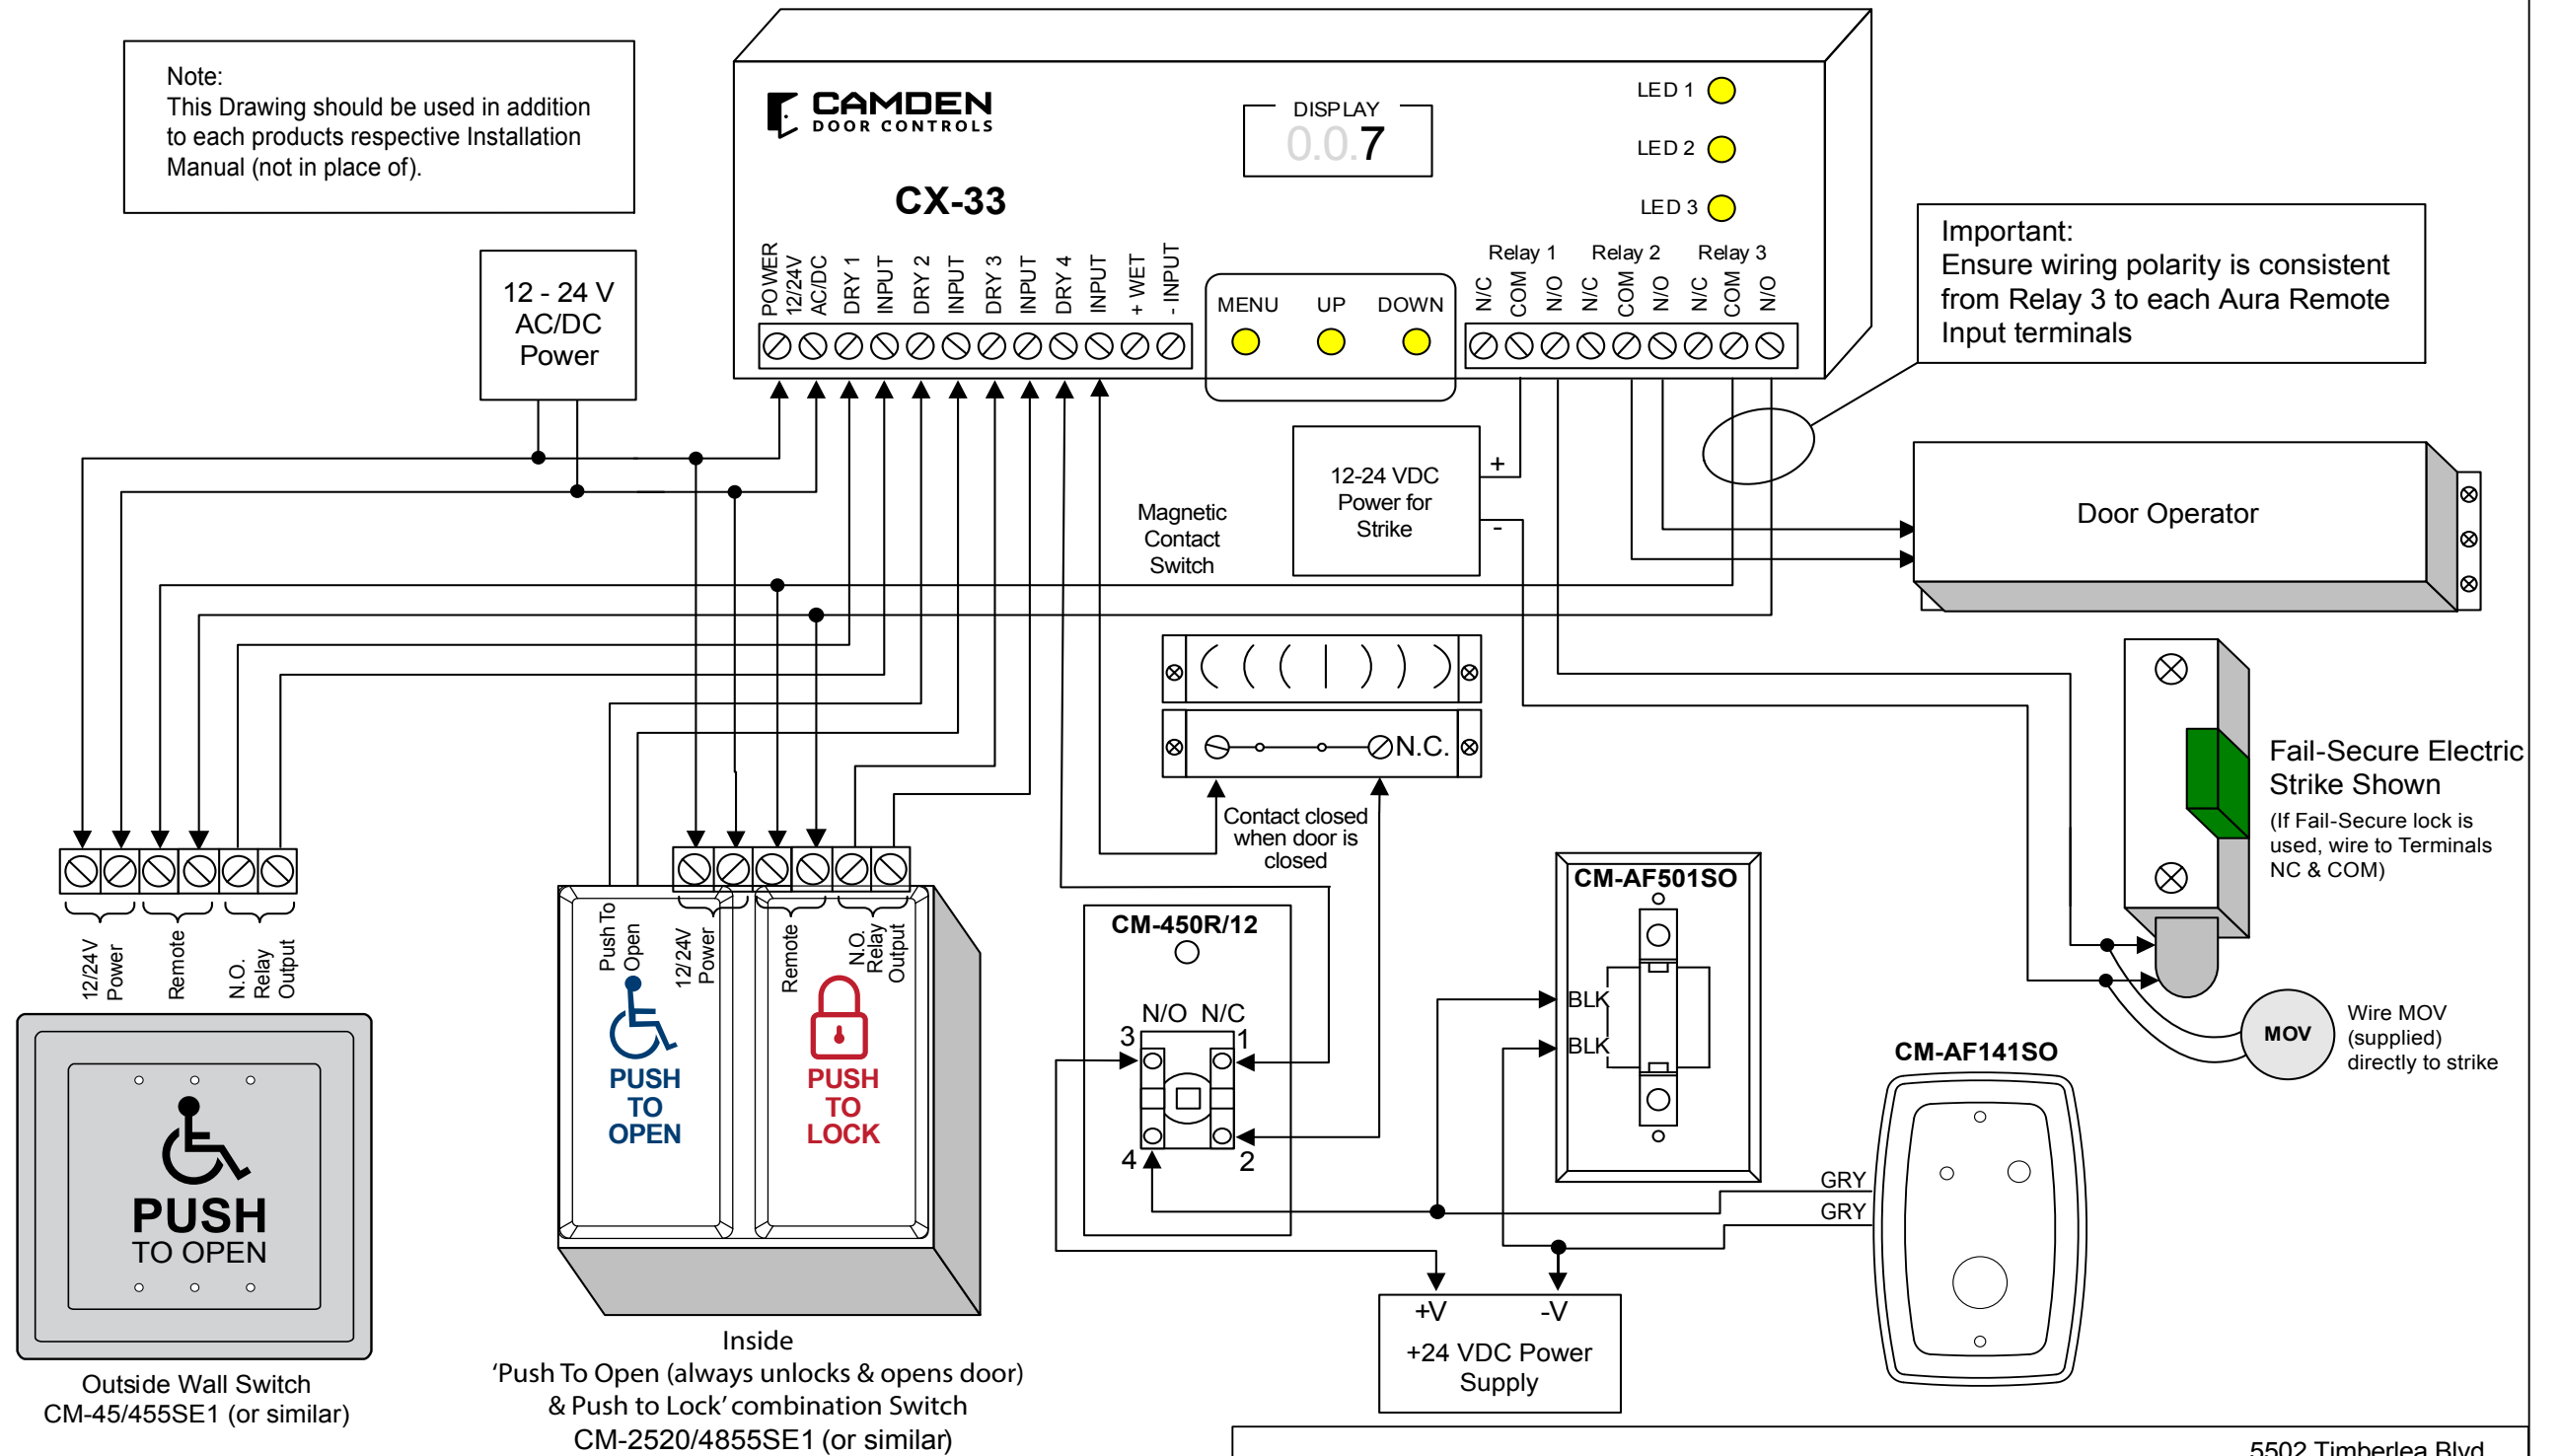 Note:
This Drawing should be used in addition
to each products respective Installation
Manual (not in place of).
CAMDEN
DOOR CONTROLS
CX-33
DISPLAY
0.0.7
LED 1
LED 2
LED 3
POWER
12/24V
AC/DC
DRY 1
INPUT
DRY 2
INPUT
DRY 3
INPUT
DRY 4
INPUT
+ WET
- INPUT
MENU
UP
DOWN
Relay 1
Relay 2
Relay 3
N/C
COM
N/O
N/C
COM
N/O
N/C
COM
N/O
Important:
Ensure wiring polarity is consistent
from Relay 3 to each Aura Remote
Input terminals
12 - 24 V
AC/DC
Power
12-24 VDC
Power for
Strike
+
-
Magnetic
Contact
Switch
Door Operator
N.C.
Contact closed
when door is
closed
Fail-Secure Electric
Strike Shown
(If Fail-Secure lock is
used, wire to Terminals
NC & COM)
MOV
Wire MOV
(supplied)
directly to strike
12/24V
Power
Remote
N.O.
Relay
Output
PUSH
TO OPEN
Outside Wall Switch
CM-45/455SE1 (or similar)
Push To
Open
12/24V
Power
Remote
N.O.
Relay
Output
PUSH
TO
OPEN
PUSH
TO
LOCK
Inside
‘Push To Open (always unlocks & opens door)
& Push to Lock’ combination Switch
CM-2520/4855SE1 (or similar)
CM-450R/12
N/O N/C
3
1
4
2
CM-AF501SO
BLK
BLK
CM-AF141SO
GRY
GRY
+V
-V
+24 VDC Power
Supply
5502 Timberlea Blvd